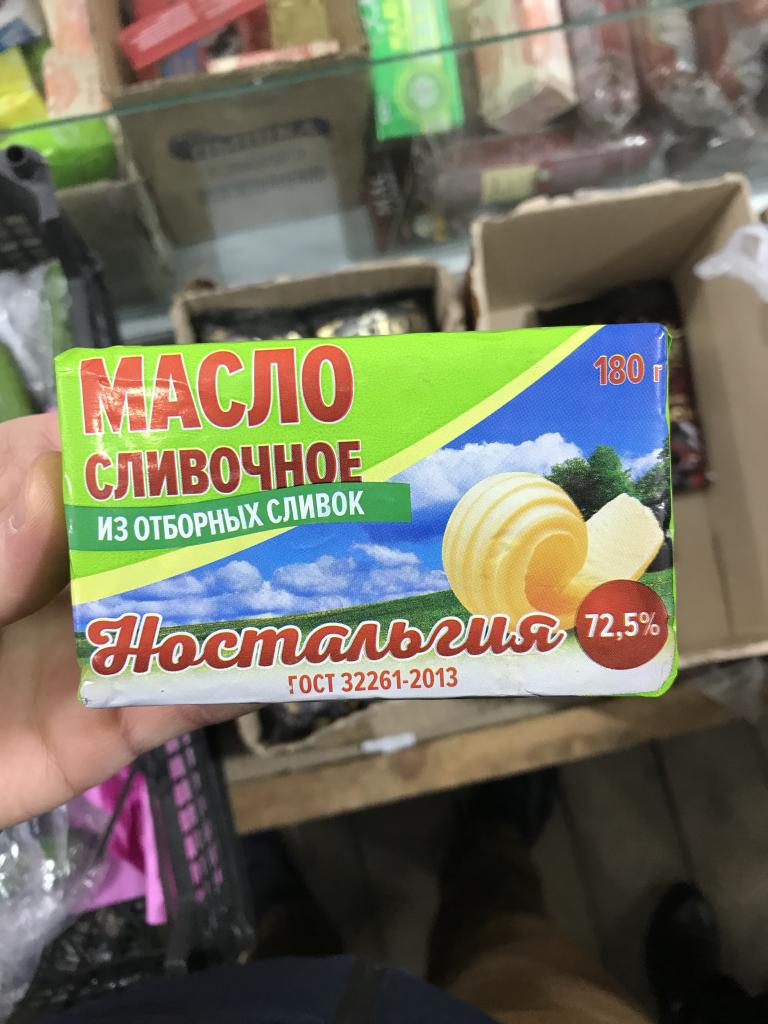 МАСЛО
180 г
СЛИВОЧНОЕ
ИЗ ОТБОРНЫХ СЛИВОК
Ностальгия
72,5%
ГОСТ 32261-2013